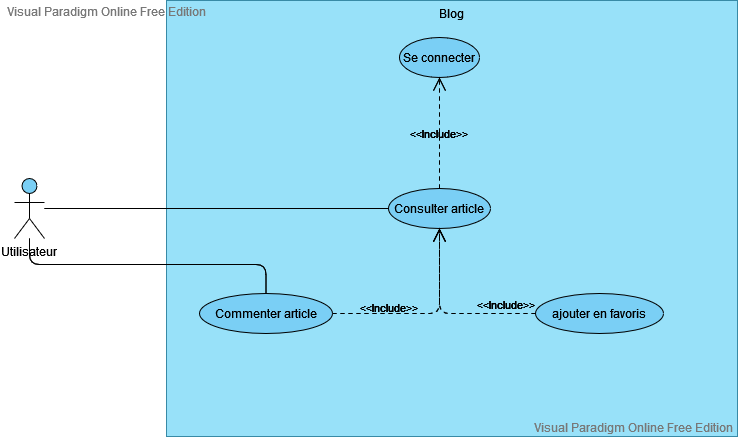 Visual Paradigm Online Free Edition
Blog
Se connecter
<<Include>>
Consulter article
Utilisateur
<<Include>>
<<Include>>
Commenter article
ajouter en favoris
Visual Paradigm Online Free Edition